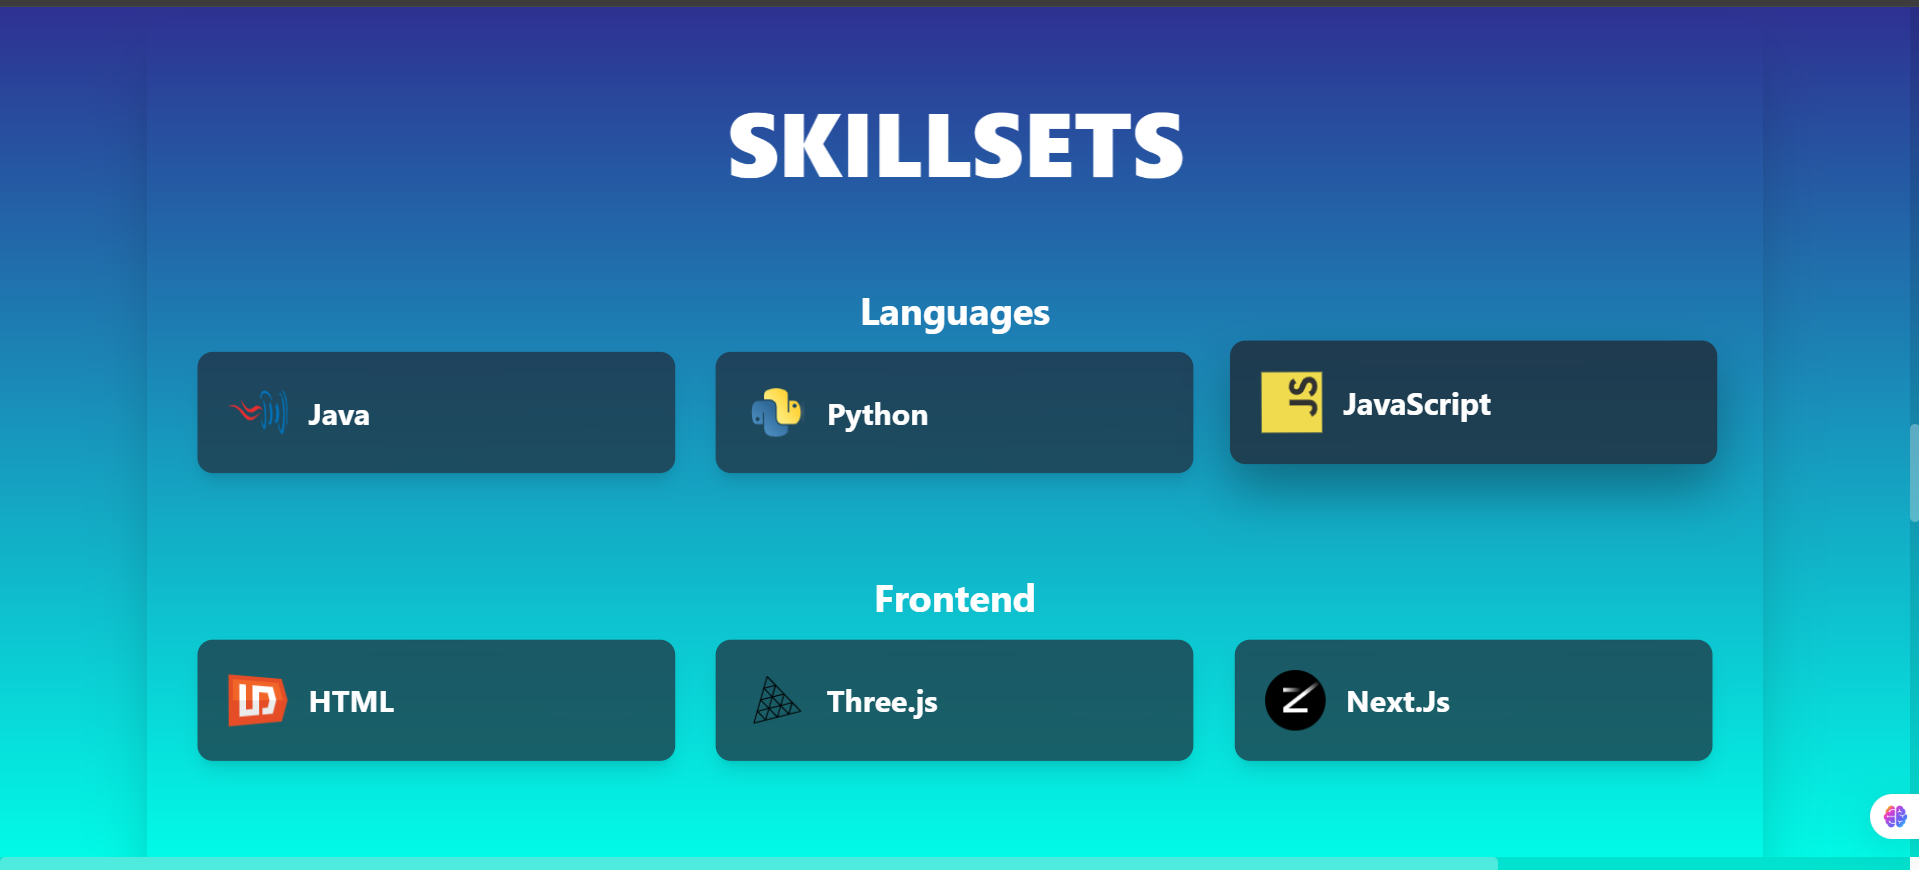 SKILLSETS
Languages
Java
Python
JS
JavaScript
Frontend
HTML
Three.js
Next.Js